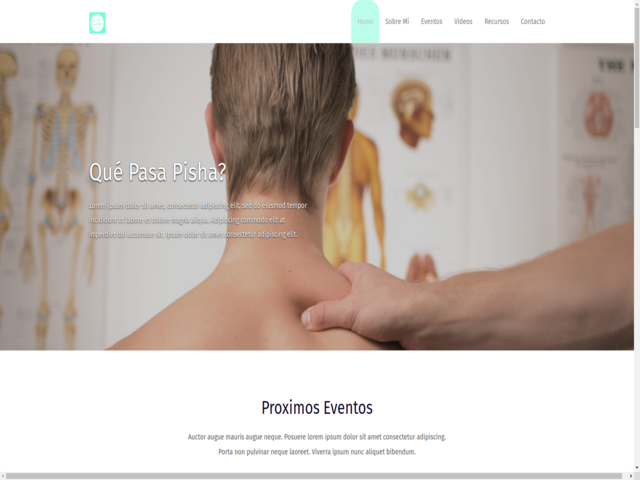 Home
Sobre Mi
Eventos
Videos
Recursos
Contacto
Qué Pasa Pisha?
Lorem ipsum dolor sit amet, consectetur adipiscing elit, sed do eiusmod tempor
incididunt ut labore et dolore magna aliqua. Adipiscing commodo elit at
imperdiet dui accumsan sit. Ipsum dolor sit amet consectetur adipiscing elit.
Proximos Eventos
Auctor augue mauris augue neque. Posuere lorem ipsum dolor sit amet consectetur adipiscing.
Porta non pulvinar neque laoreet. Viverra ipsum nunc aliquet bibendum.